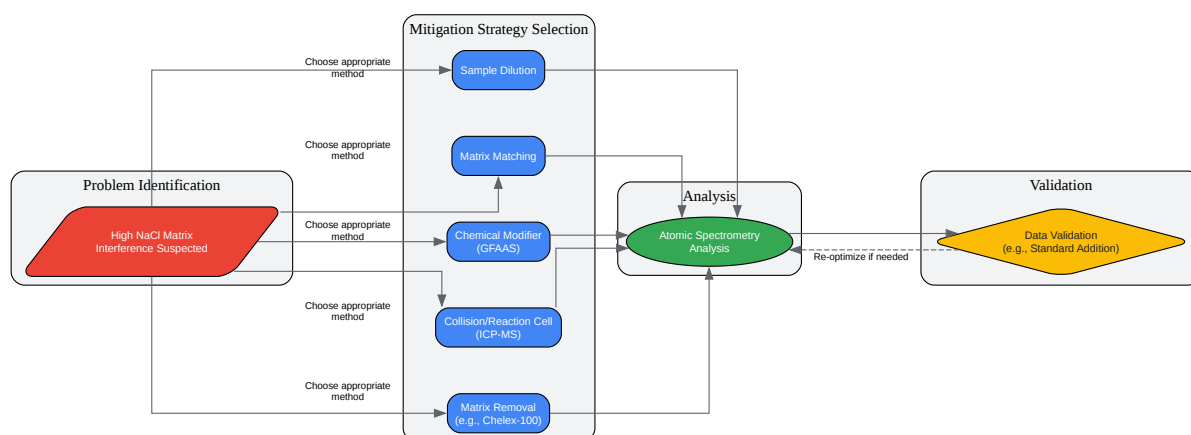 Mitigation Strategy Selection
Choose appropriate
method
Sample Dilution
Choose appropriate
method
Matrix Matching
Problem Identification
High NaCl Matrix
Interference Suspected
Choose appropriate
method
Chemical Modifier
(GFAAS)
Choose appropriate
method
Collision/Reaction Cell
(ICP-MS)
Choose appropriate
method
Matrix Removal
(e.g., Chelex-100)
Analysis
Atomic Spectrometry
Analysis
Re-optimize if needed
Validation
Data Validation
(e.g., Standard Addition)